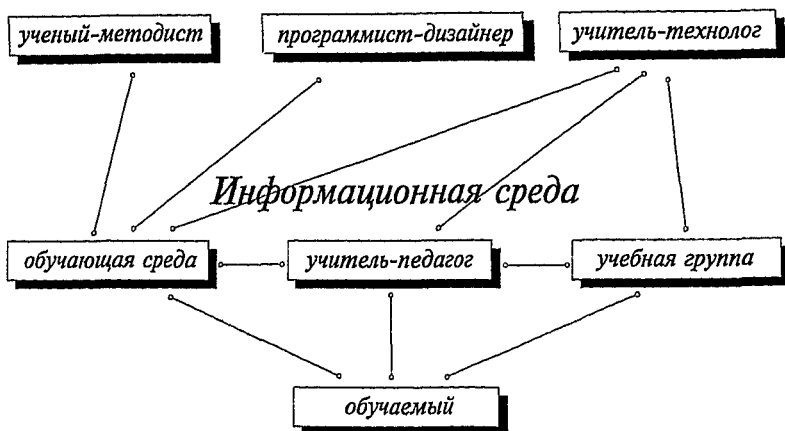 ученый-методист
программист-дизайнер
учитель-технолог
Информационная среда
обучающая среда
учитель-педагог
учебная группа
обучаемый